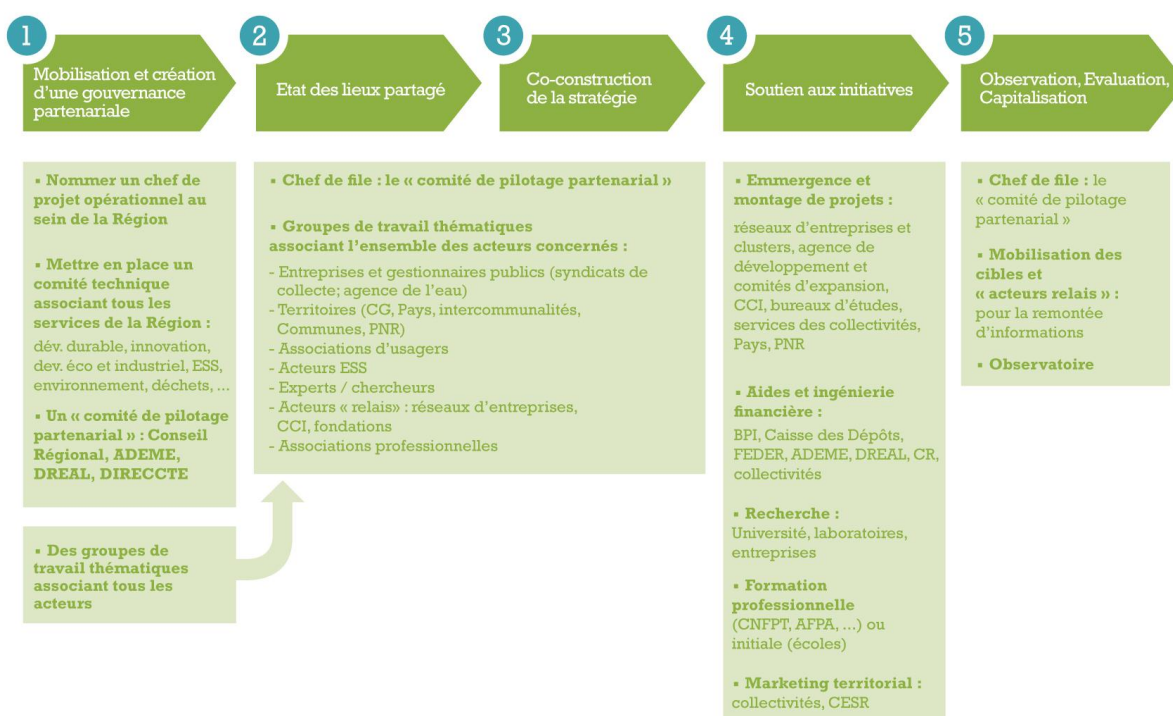 1
Mobilisation et création
d'une gouvernance
partenariale
2
Etat des lieux partagé
3
Co-construction
de la stratégie
4
Soutien aux initiatives
5
Observation, Evaluation,
Capitalisation
▪ Nommer un chef de
projet opérationnel au
sein de la Région
▪ Mettre en place un
comité technique
associant tous les
services de la Région :
dév. durable, innovation,
dev. éco et industriel, ESS,
environnement, déchets, ...
▪ Un « comité de pilotage
partenarial » : Conseil
Régional, ADEME,
DREAL, DIRECCTE
▪ Des groupes de
travail thématiques
associant tous les
acteurs
▪ Chef de file : le « comité de pilotage partenarial »
▪ Groupes de travail thématiques
associant l'ensemble des acteurs concernés :
- Entreprises et gestionnaires publics (syndicats de
collecte; agence de l'eau)
- Territoires (CG, Pays, intercommunalités,
Communes, PNR)
- Associations d'usagers
- Acteurs ESS
- Experts / chercheurs
- Acteurs « relais» : réseaux d'entreprises,
CCI, fondations
- Associations professionnelles
▪ Emmergence et
montage de projets :
réseaux d'entreprises et
clusters, agence de
développement et
comités d'expansion,
CCI, bureaux d'études,
services des collectivités,
Pays, PNR
▪ Aides et ingénierie
financière :
BPI, Caisse des Dépôts,
FEDER, ADEME, DREAL, CR,
collectivités
▪ Recherche :
Université, laboratoires,
entreprises
▪ Formation
professionnelle
(CNFPT, AFPA, ...) ou
initiale (écoles)
▪ Marketing territorial :
collectivités, CESR
▪ Chef de file : le
« comité de pilotage
partenarial »
▪ Mobilisation des
cibles et
« acteurs relais » :
pour la remontée
d'informations
▪ Observatoire